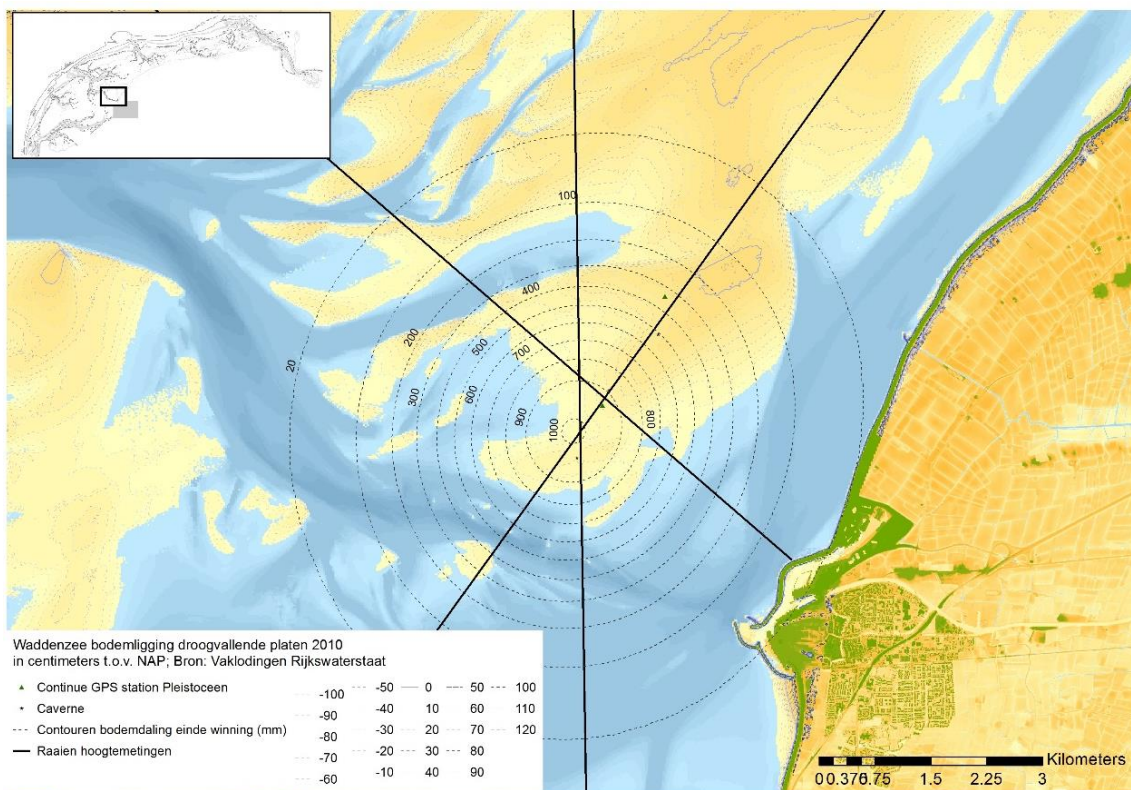 100
400
200
500
20
700
300
600
900
1000
800
Waddenzee bodemligging droogvallende platen 2010
in centimeters t.o.v. NAP; Bron: Vaklodingen Rijkswaterstaat
Continue GPS station Pleistoceen
Caverne
Contouren bodemdaling einde winning (mm)
Raaien hoogtemetingen
-100 -50 0 50 100
-90 -40 10 60 110
-80 -30 20 70 120
-70 -20 30 80
-60 -10 40 90
Kilometers
0 0.375 0.75 1.5 2.25 3